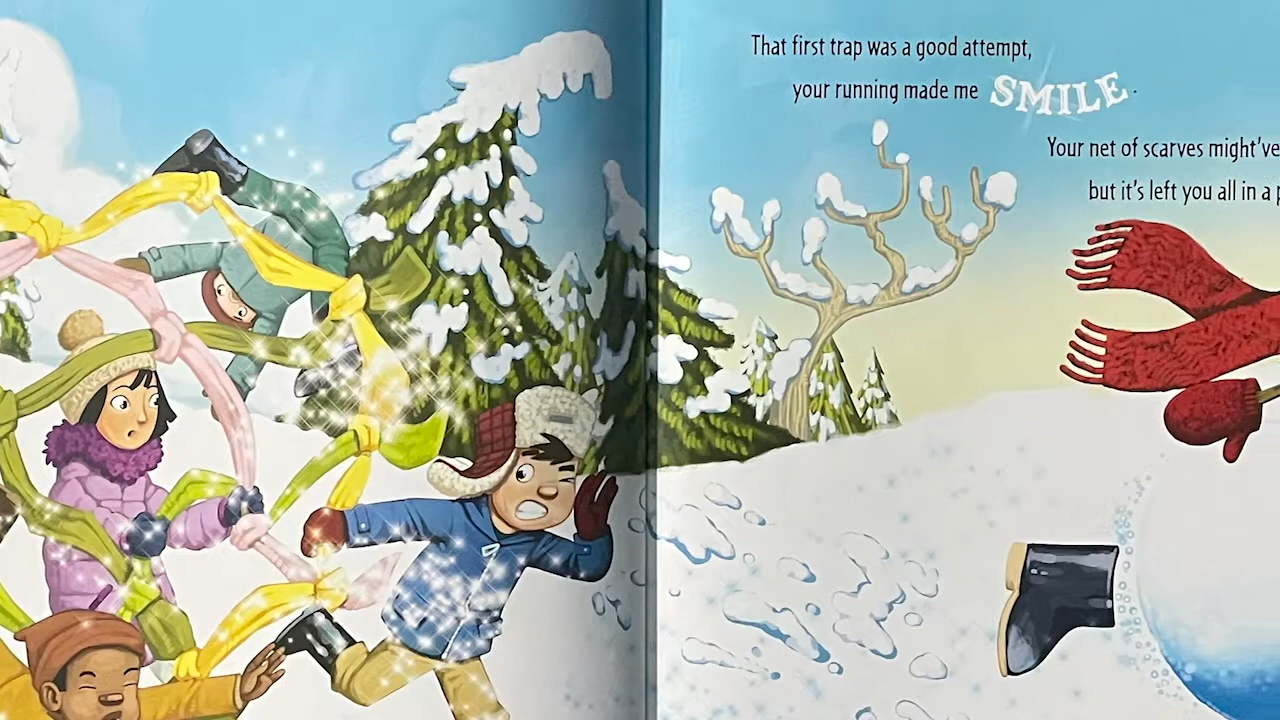 That first trap was a good attempt,
your running made me SMILE.
Your net of scarves might've
but it's left you all in a